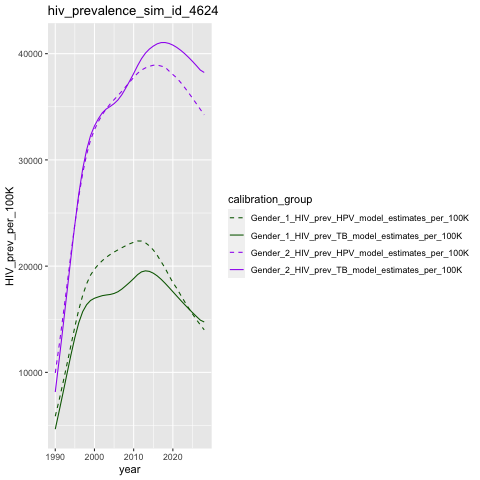 hiv_prevalence_sim_id_4624
HIV_prev_per_100K
40000
30000
20000
10000
1990
2000
2010
2020
year
calibration_group
Gender_1_HIV_prev_HPV_model_estimates_per_100K
Gender_1_HIV_prev_TB_model_estimates_per_100K
Gender_2_HIV_prev_HPV_model_estimates_per_100K
Gender_2_HIV_prev_TB_model_estimates_per_100K